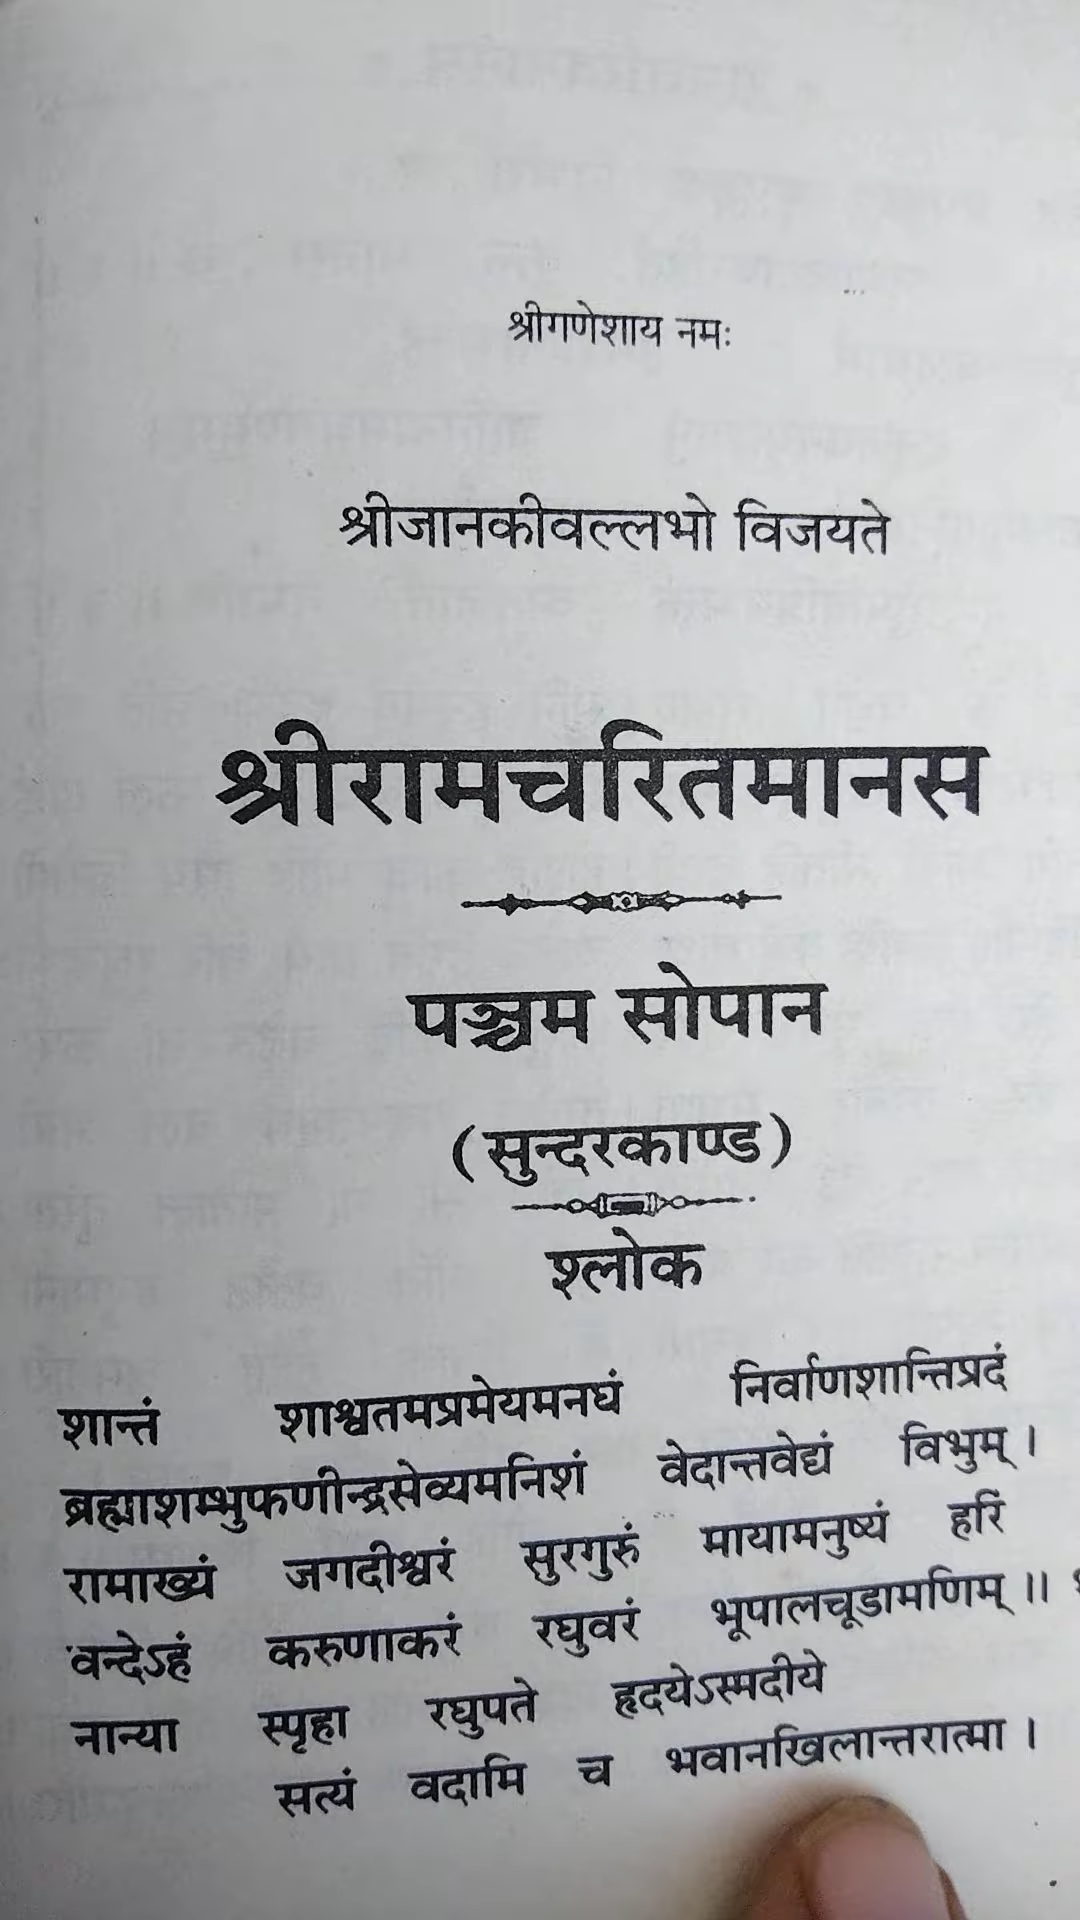 श्रीगणेशाय नमः
श्रीजानकीवल्लभो विजयते
श्रीरामचरितमानस
पञ्चम सोपान
(सुन्दरकाण्ड)
श्लोक
शान्तं शाश्वतमप्रमेयमनघं निर्वाणशान्तिप्रदं
ब्रह्माशम्भुफणीन्द्रसेव्यमनिशं वेदान्तवेद्यं विभुम् ।
रामाख्यं जगदीश्वरं सुरगुरुं मायामनुष्यं हरिं
वन्देऽहं करुणाकरं रघुवरं भूपालचूडामणिम् ॥
नान्या स्पृहा रघुपते हृदयेऽस्मदीये
सत्यं वदामि च भवानखिलान्तरात्मा ।